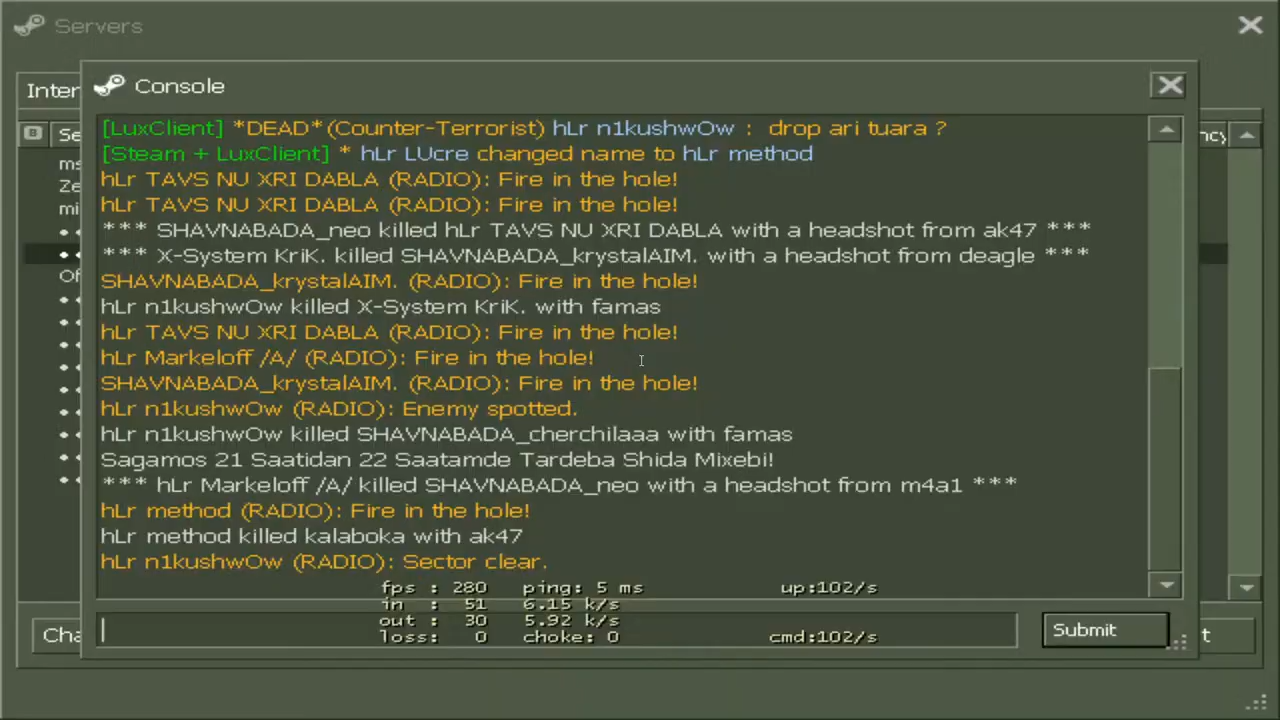 Servers
Inter
Console
B Se ncy
[LuxClient] *DEAD*(Counter-Terrorist) hLr n1kushwOw :  drop ari tuara ?
[Steam + LuxClient] * hLr LUcre changed name to hLr method
hLr TAVS NU XRI DABLA (RADIO): Fire in the hole!
hLr TAVS NU XRI DABLA (RADIO): Fire in the hole!
*** SHAVNABADA_neo killed hLr TAVS NU XRI DABLA with a headshot from ak47 ***
*** X-System KriK. killed SHAVNABADA_krystalAIM. with a headshot from deagle ***
SHAVNABADA_krystalAIM. (RADIO): Fire in the hole!
hLr n1kushwOw killed X-System KriK. with famas
hLr TAVS NU XRI DABLA (RADIO): Fire in the hole!
hLr Markeloff /A/ (RADIO): Fire in the hole!
SHAVNABADA_krystalAIM. (RADIO): Fire in the hole!
hLr n1kushwOw (RADIO): Enemy spotted.
hLr n1kushwOw killed SHAVNABADA_cherchilaaa with famas
Sagamos 21 Saatidan 22 Saatamde Tardeba Shida Mixebi!
*** hLr Markeloff /A/ killed SHAVNABADA_neo with a headshot from m4a1 ***
hLr method (RADIO): Fire in the hole!
hLr method killed kalaboka with ak47
hLr n1kushwOw (RADIO): Sector clear.
ms
Ze
mi
Of
fps : 280 ping: 5 ms up:102/s
in : 51 6.15 k/s
out : 30 5.92 k/s
loss: 0 choke: 0 cmd:102/s
Cha
Submit
t